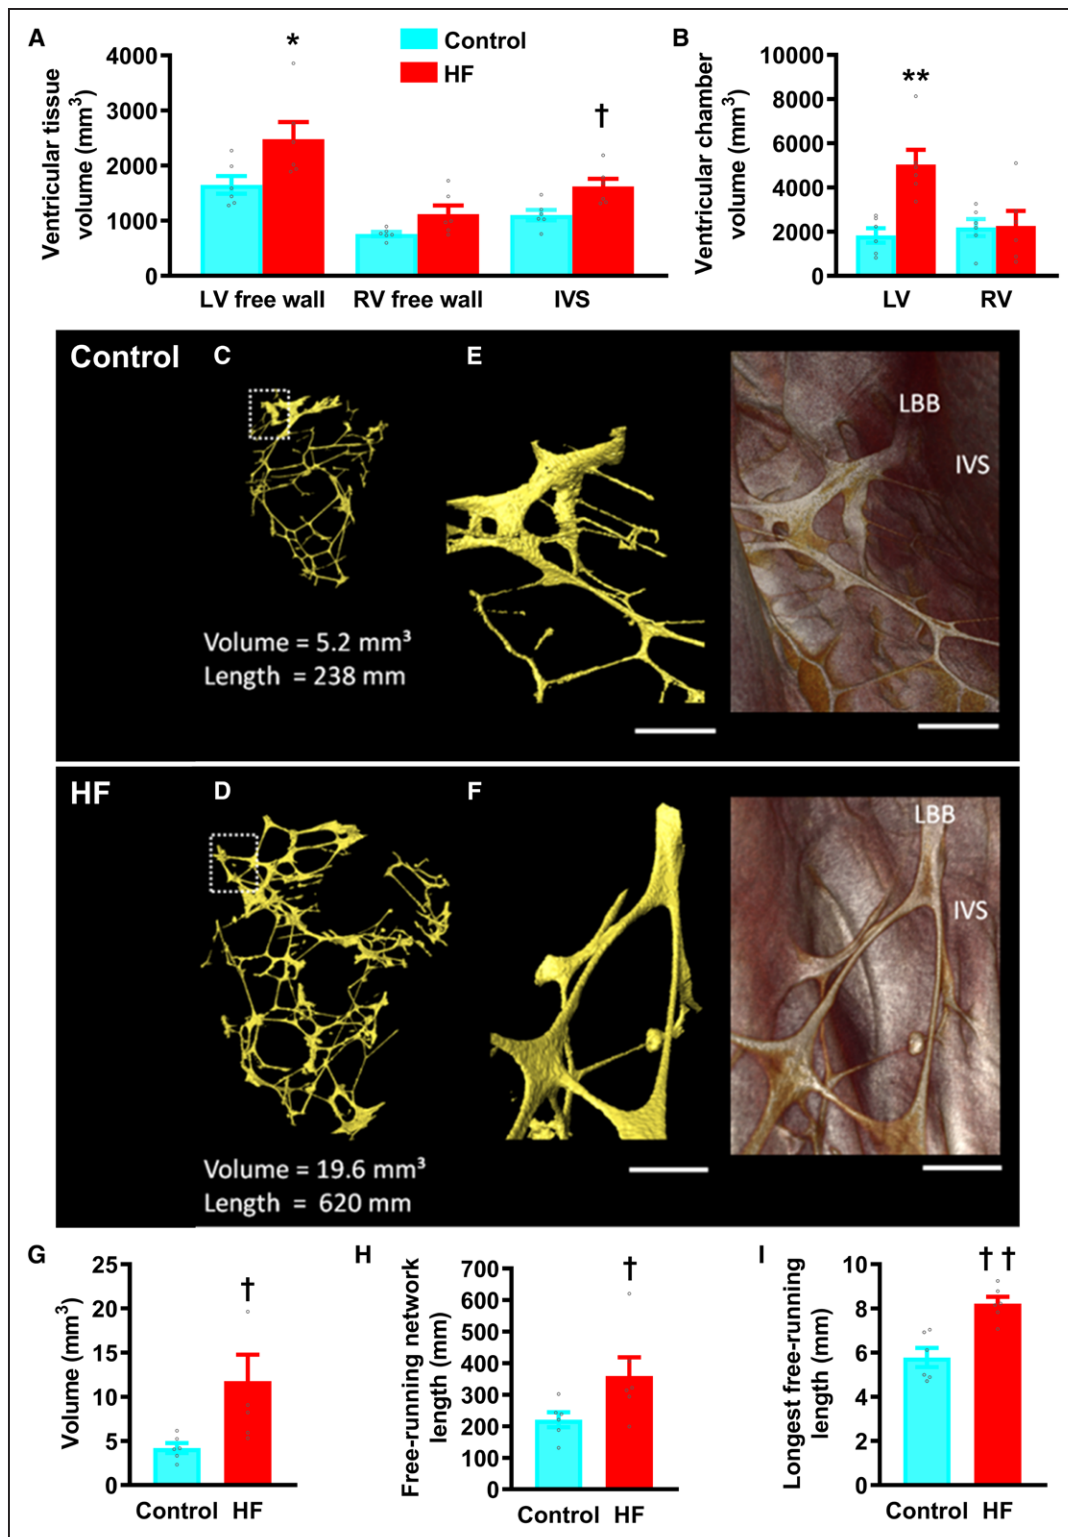 A
Ventricular tissue
volume (mm³)
4000
3000
2000
1000
0
*
†
LV free wall RV free wall IVS
Control
HF
B
Ventricular chamber
volume (mm³)
10000
8000
6000
4000
2000
0
**
LV RV
Control
C
E
LBB
IVS
Volume = 5.2 mm³
Length = 238 mm
HF
D
F
LBB
IVS
Volume = 19.6 mm³
Length = 620 mm
G
Volume (mm³)
25
20
15
10
5
0
†
Control HF
H
Free-running network
length (mm)
700
600
500
400
300
200
100
0
†
Control HF
I
Longest free-running
length (mm)
10
8
6
4
2
0
††
Control HF